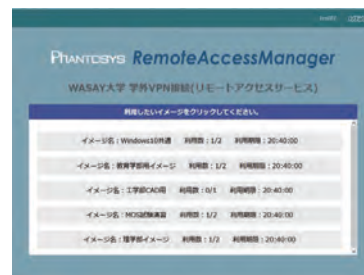 PHANTOSYS RemoteAccessManager
WASAY大学 学外VPN接続(リモートアクセスサービス)
利用したいイメージをクリックしてください。
イメージ名：Windows10共通 利用数：1/2 利用期限：20:40:00
イメージ名：教育学部用イメージ 利用数：1/2 利用期限：20:40:00
イメージ名：工学部CAD用 利用数：0/1 利用期限：20:40:00
イメージ名：MOS試験演習 利用数：1/2 利用期限：20:40:00
イメージ名：理学部イメージ 利用数：1/2 利用期限：20:40:00